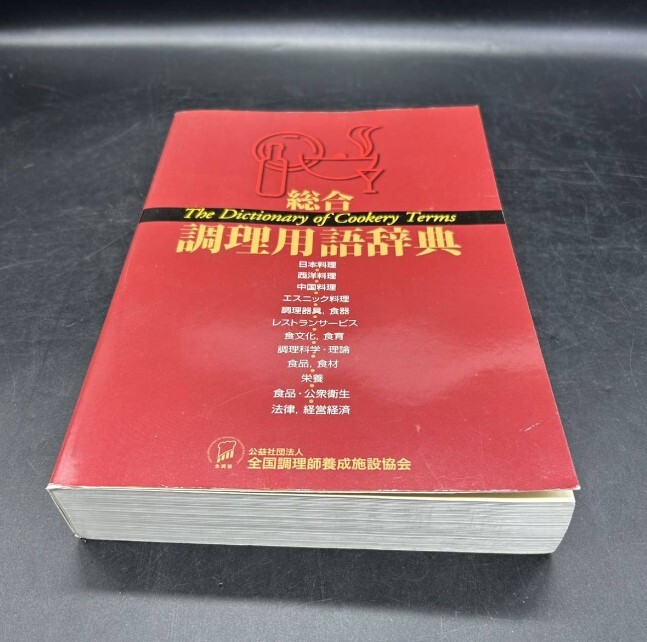 総合
The Dictionary of Cookery Terms
調理用語辞典
日本料理
西洋料理
中国料理
エスニック料理
調理器具, 食器
レストランサービス
食文化, 食育
調理科学・理論
食品, 食材
栄養
食品・公衆衛生
法律, 経営経済
公益社団法人
全国調理師養成施設協会